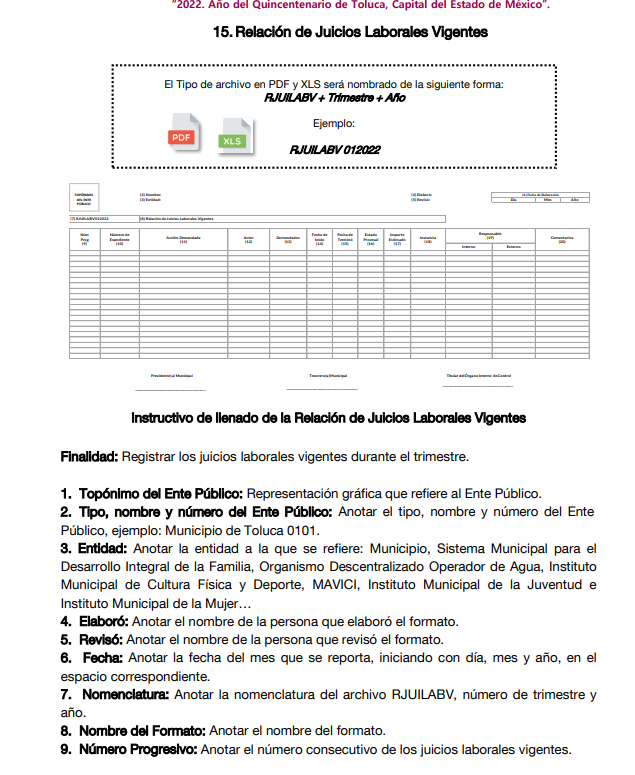 "2022. Año del Quincentenario de Toluca, Capital del Estado de México".
15. Relación de Juicios Laborales Vigentes
El Tipo de archivo en PDF y XLS será nombrado de la siguiente forma:
RJUILABV + Trimestre + Año
Ejemplo:
PDF
XLS
RJUILABV 012022
TOPÓNIMO
DEL ENTE
PÚBLICO
(2) Nombre:
(3) Entidad:
(4) Elaboró:
(5) Revisó:
(6) Fecha de Elaboración
Día Mes Año
(7) RJUILABV012022 (8) Relación de Juicios Laborales Vigentes
Núm Prog (9) Número de Expediente (10) Acción Demandada (11) Actor (12) Demandados (13) Fecha de Inicio (14) Fecha de Término (15) Estado Procesal (16) Importe Estimado (17) Instancia (18) Responsable (19) Comentarios (20)
Interno Externo
Presidente(a) Municipal Tesorero(a) Municipal Titular del Órgano Interno de Control
Instructivo de llenado de la Relación de Juicios Laborales Vigentes
Finalidad: Registrar los juicios laborales vigentes durante el trimestre.
1. Topónimo del Ente Público: Representación gráfica que refiere al Ente Público.
2. Tipo, nombre y número del Ente Público: Anotar el tipo, nombre y número del Ente
Público, ejemplo: Municipio de Toluca 0101.
3. Entidad: Anotar la entidad a la que se refiere: Municipio, Sistema Municipal para el
Desarrollo Integral de la Familia, Organismo Descentralizado Operador de Agua, Instituto
Municipal de Cultura Física y Deporte, MAVICI, Instituto Municipal de la Juventud e
Instituto Municipal de la Mujer...
4. Elaboró: Anotar el nombre de la persona que elaboró el formato.
5. Revisó: Anotar el nombre de la persona que revisó el formato.
6. Fecha: Anotar la fecha del mes que se reporta, iniciando con día, mes y año, en el
espacio correspondiente.
7. Nomenclatura: Anotar la nomenclatura del archivo RJUILABV, número de trimestre y
año.
8. Nombre del Formato: Anotar el nombre del formato.
9. Número Progresivo: Anotar el número consecutivo de los juicios laborales vigentes.